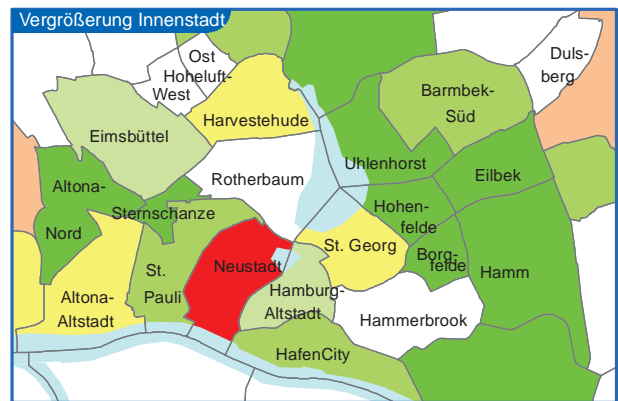 Vergrößerung Innenstadt
Ost
Hoheluft-
West
Duls-
berg
Barmbek-
Süd
Harvestehude
Eimsbüttel
Uhlenhorst
Rotherbaum
Eilbek
Altona-
Nord
Sternschanze
Hohen-
felde
St. Georg
Borg-
felde
Neustadt
Hamm
St.
Pauli
Hamburg-
Altstadt
Altona-
Altstadt
Hammerbrook
HafenCity